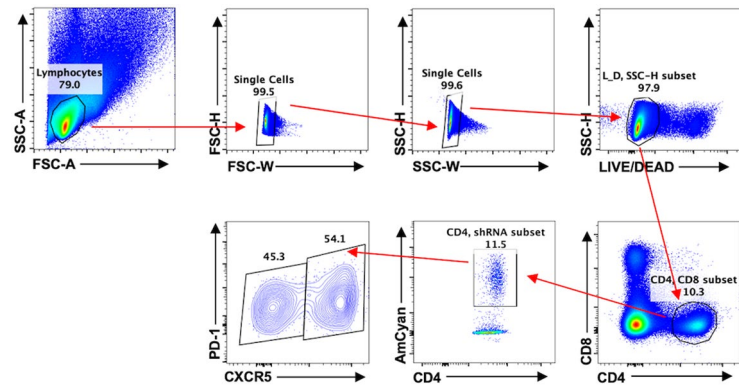 SSC-A
Lymphocytes
79.0
FSC-A
FSC-H
Single Cells
99.5
FSC-W
SSC-H
Single Cells
99.6
SSC-W
SSC-H
L_D, SSC-H subset
97.9
LIVE/DEAD
PD-1
45.3
54.1
CXCR5
AmCyan
CD4, shRNA subset
11.5
CD4
CD8
CD4, CD8 subset
10.3
CD4